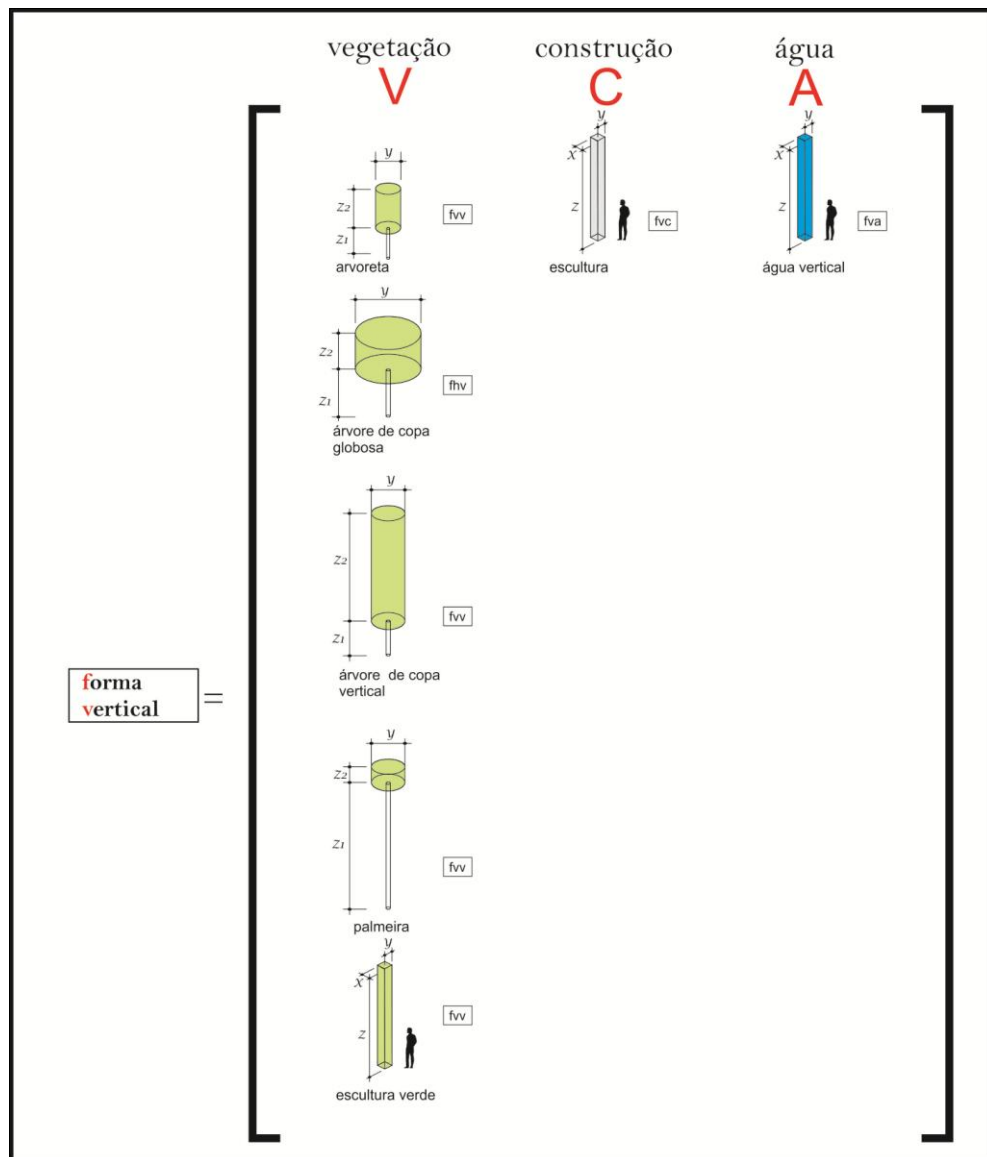 vegetação
construção
água
V
C
A
y
z2
z1
fvv
arvoreta
y
x
z
fvc
escultura
y
x
z
fva
água vertical
y
z2
z1
fhv
árvore de copa
globosa
y
z2
z1
fvv
árvore de copa
vertical
forma
vertical
=
y
z2
z1
fvv
palmeira
y
x
z
fvv
escultura verde